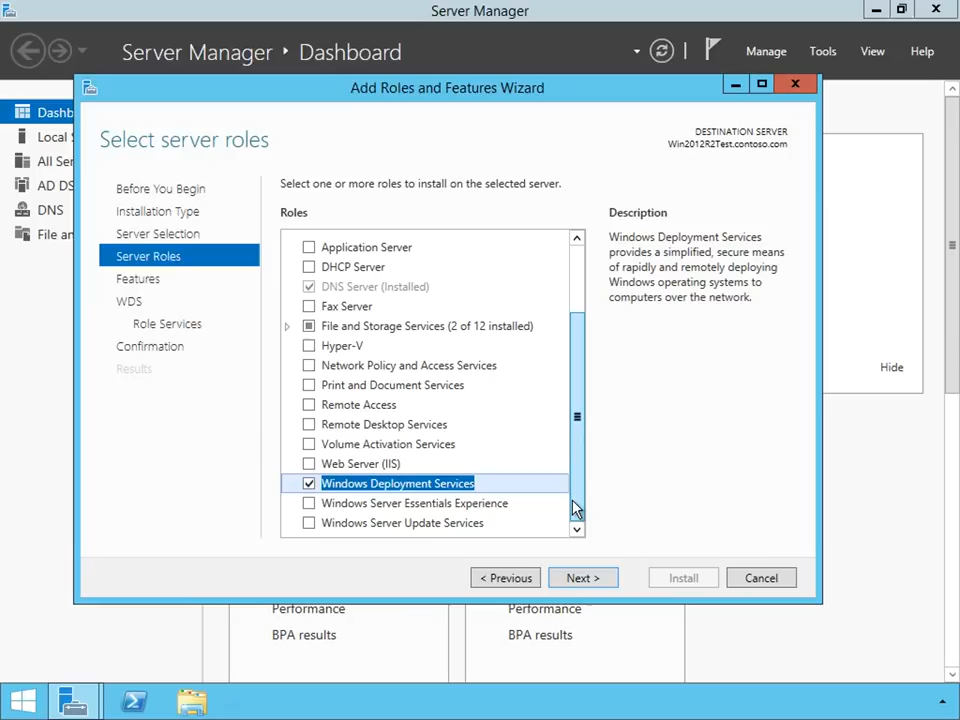 Server Manager
Server Manager ‣ Dashboard
Manage
Tools
View
Help
Dashb
Local S
All Ser
AD DS
DNS
File an
Add Roles and Features Wizard
Select server roles
DESTINATION SERVER
Win2012R2Test.contoso.com
Before You Begin
Installation Type
Server Selection
Server Roles
Features
WDS
Role Services
Confirmation
Results
Select one or more roles to install on the selected server.
Roles
Application Server
DHCP Server
DNS Server (Installed)
Fax Server
File and Storage Services (2 of 12 installed)
Hyper-V
Network Policy and Access Services
Print and Document Services
Remote Access
Remote Desktop Services
Volume Activation Services
Web Server (IIS)
Windows Deployment Services
Windows Server Essentials Experience
Windows Server Update Services
Description
Windows Deployment Services
provides a simplified, secure means
of rapidly and remotely deploying
Windows operating systems to
computers over the network.
Hide
< Previous
Next >
Install
Cancel
Performance
BPA results
Performance
BPA results